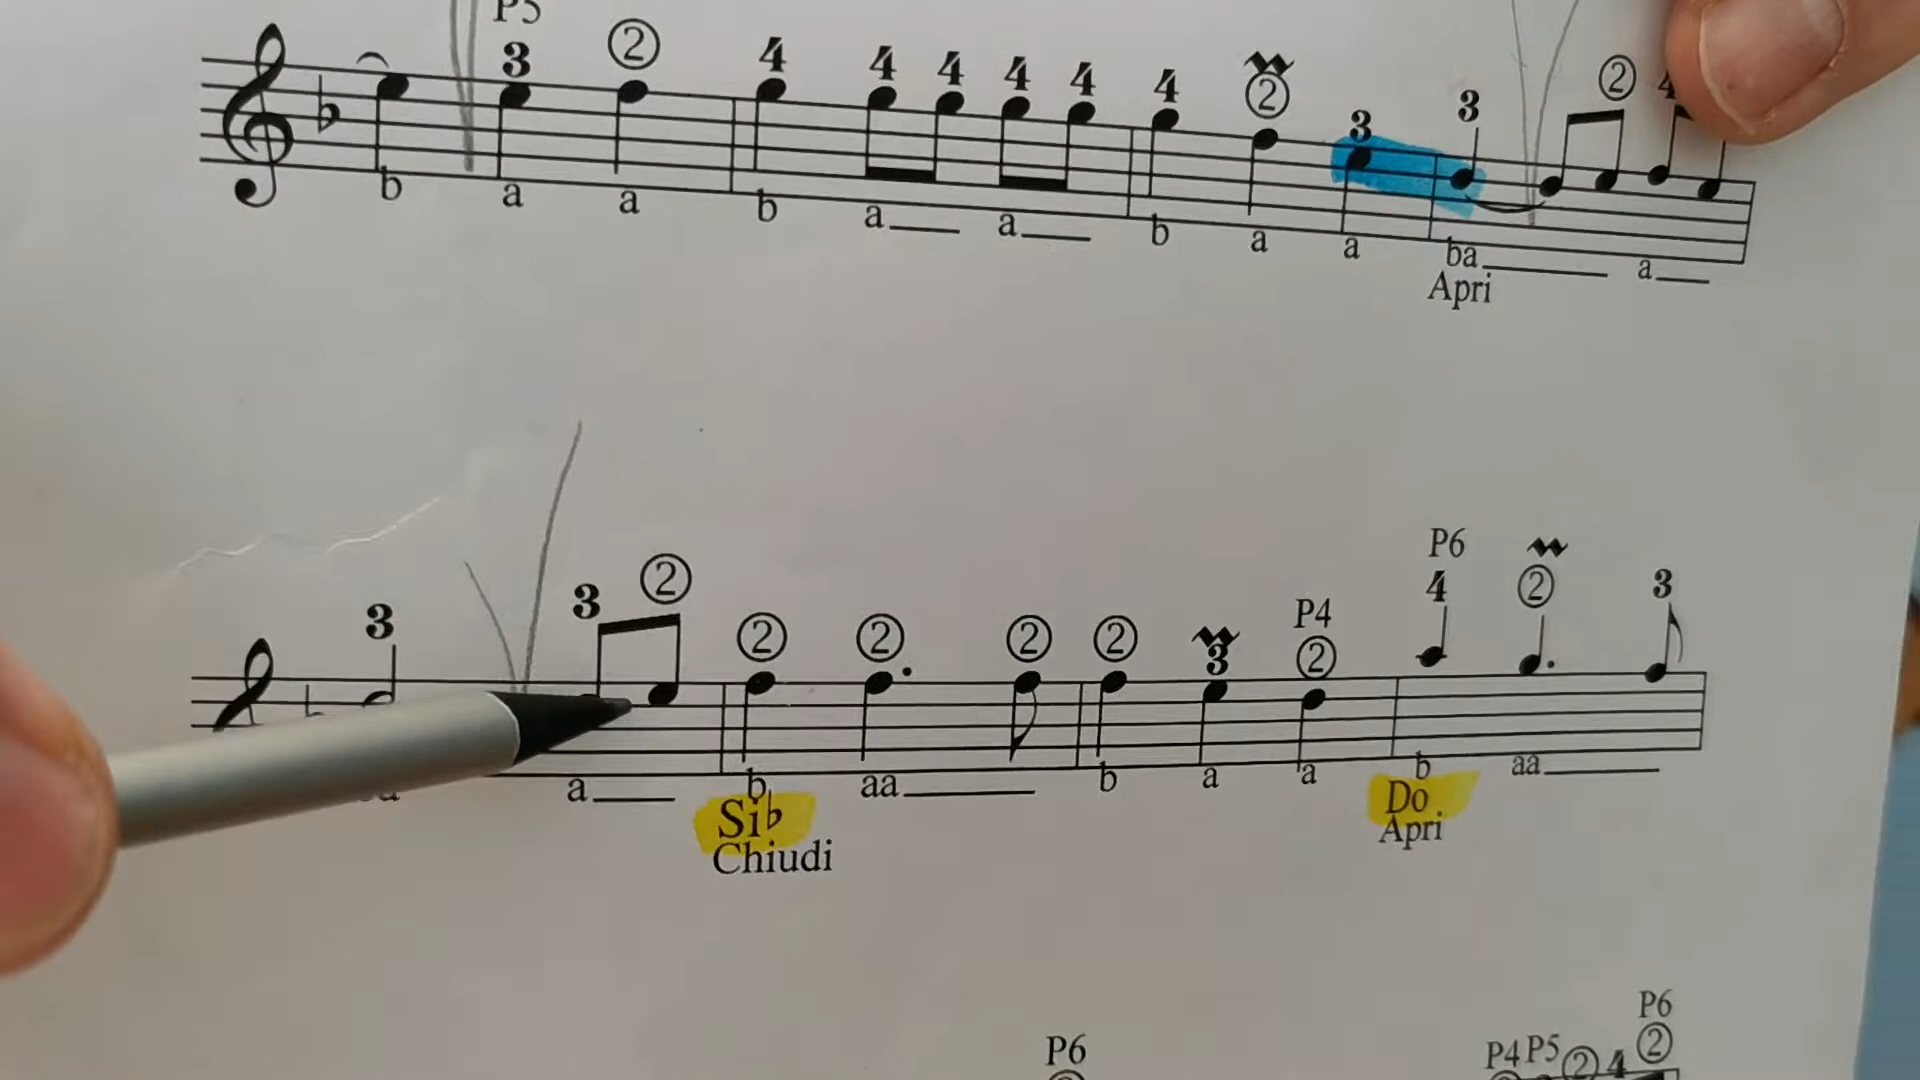 P5
3 ② 4 4 4 4 4 4 ② 3 3 ② 4
b a a b a a b a a ba a
Apri
P6
3 3 ② ② ② ② ② 3 P4 ② 4 ② 3
a b aa b a a b aa
Si♭ Do
Chiudi Apri
P6
P6 P4 P5 ② 4 ②